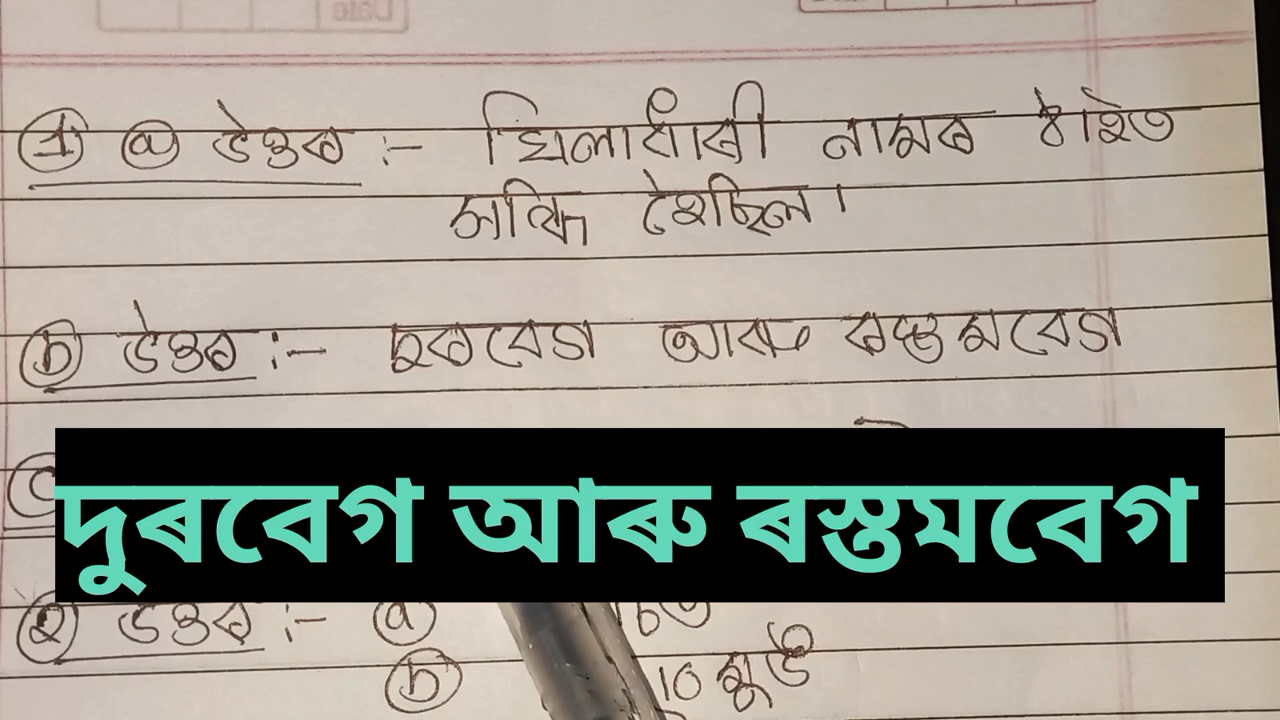 Date
① ⓐ উত্তৰ :- ঘিলাধাৰী নামৰ ঠাইত
সন্ধি হৈছিল।
ⓑ উত্তৰ :- দুৰবেগ আৰু ৰস্তমবেগ
দুৰবেগ আৰু ৰস্তমবেগ
② উত্তৰ :- ⓐ
ⓑ 10